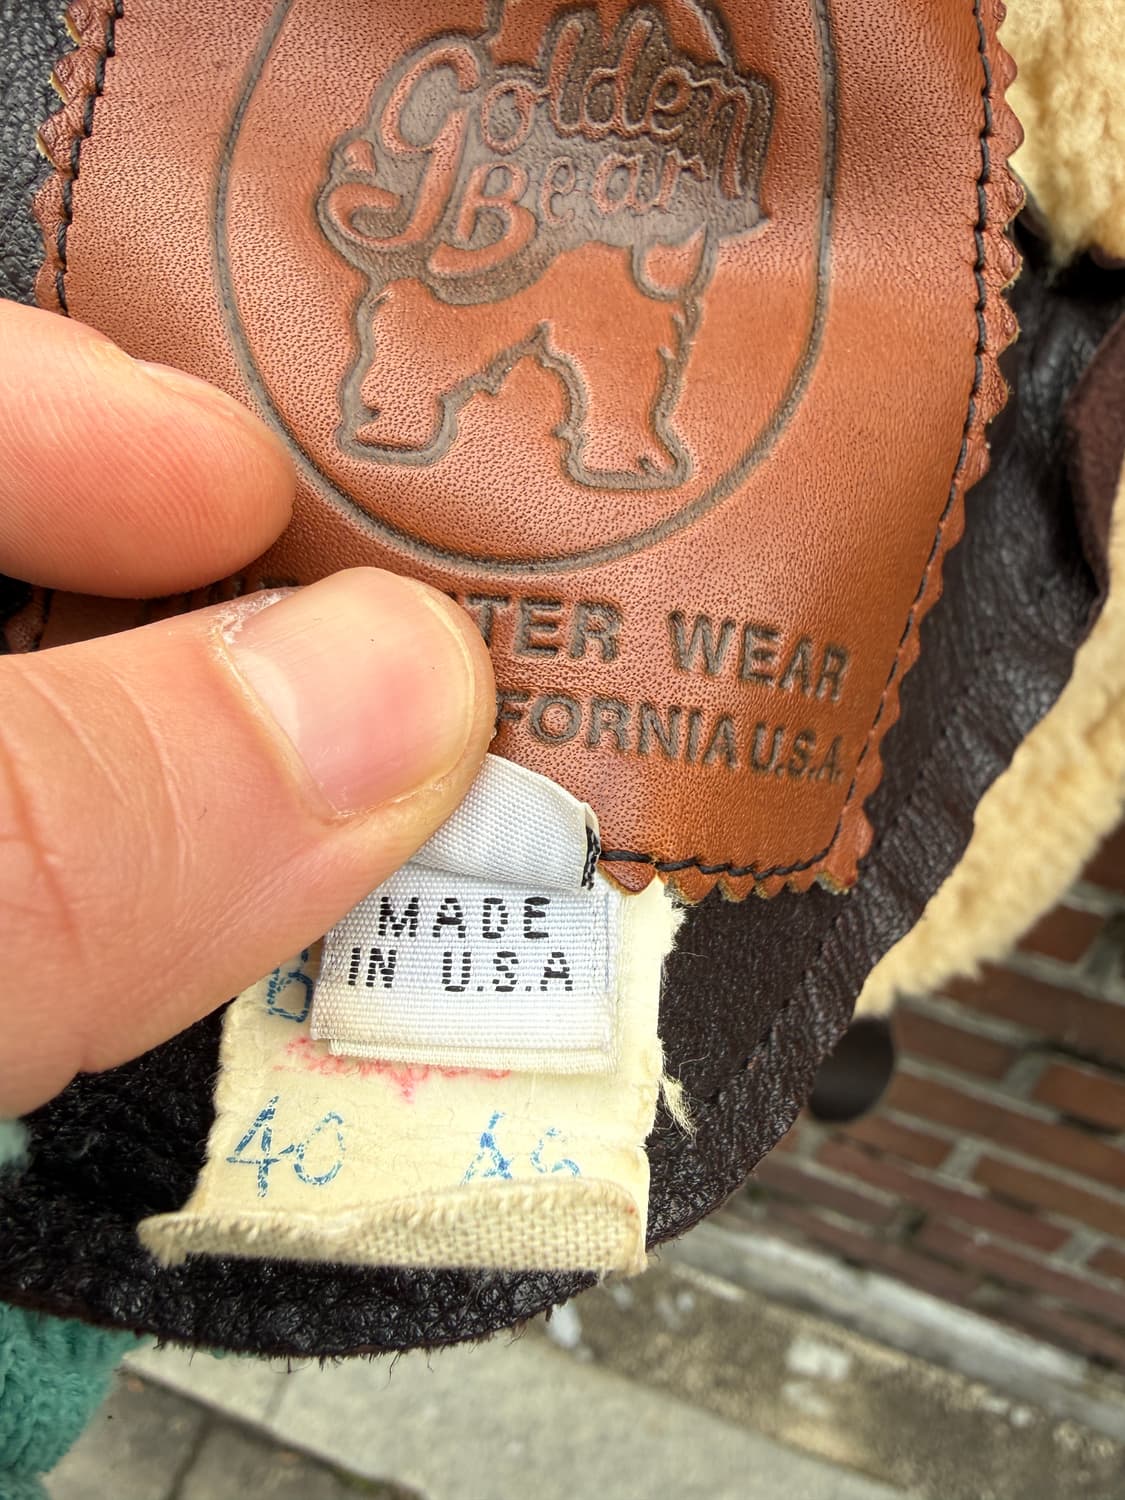 Golden
Bear
TER WEAR
FORNIA U.S.A.
MADE
IN U.S.A
40